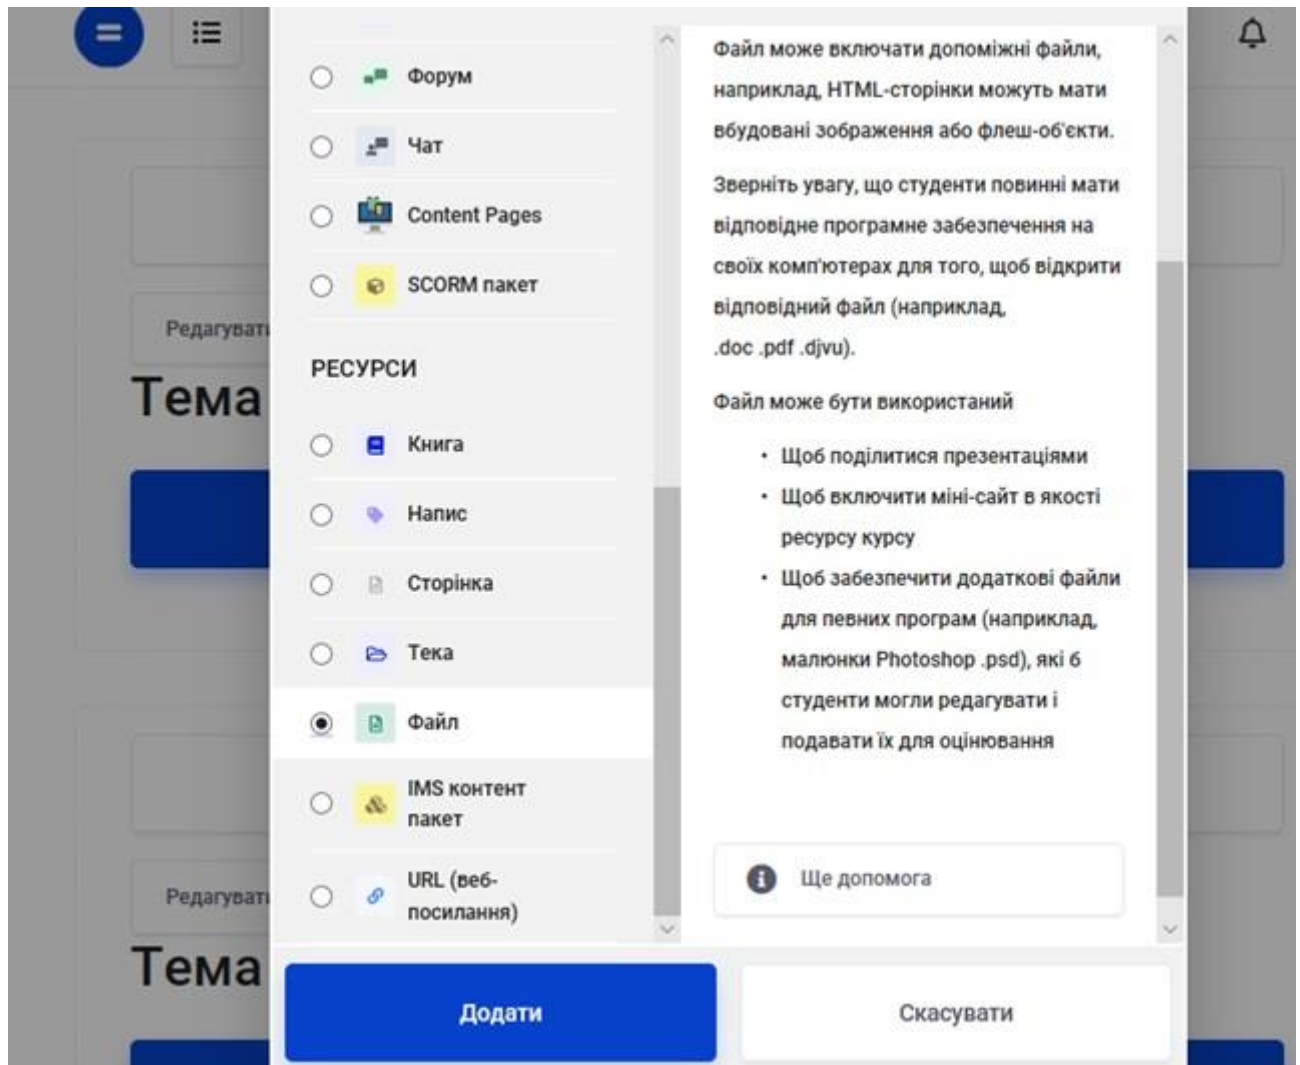 Форум
Чат
Content Pages
SCORM пакет
РЕСУРСИ
Книга
Напис
Сторінка
Тека
Файл
IMS контент
пакет
URL (веб-
посилання)
Файл може включати допоміжні файли,
наприклад, HTML-сторінки можуть мати
вбудовані зображення або флеш-об'єкти.
Зверніть увагу, що студенти повинні мати
відповідне програмне забезпечення на
своїх комп'ютерах для того, щоб відкрити
відповідний файл (наприклад,
.doc .pdf .djvu).
Файл може бути використаний
• Щоб поділитися презентаціями
• Щоб включити міні-сайт в якості
ресурсу курсу
• Щоб забезпечити додаткові файли
для певних програм (наприклад,
малюнки Photoshop .psd), які б
студенти могли редагувати і
подавати їх для оцінювання
Ще допомога
Додати
Скасувати
Редагувати
Тема
Редагувати
Тема